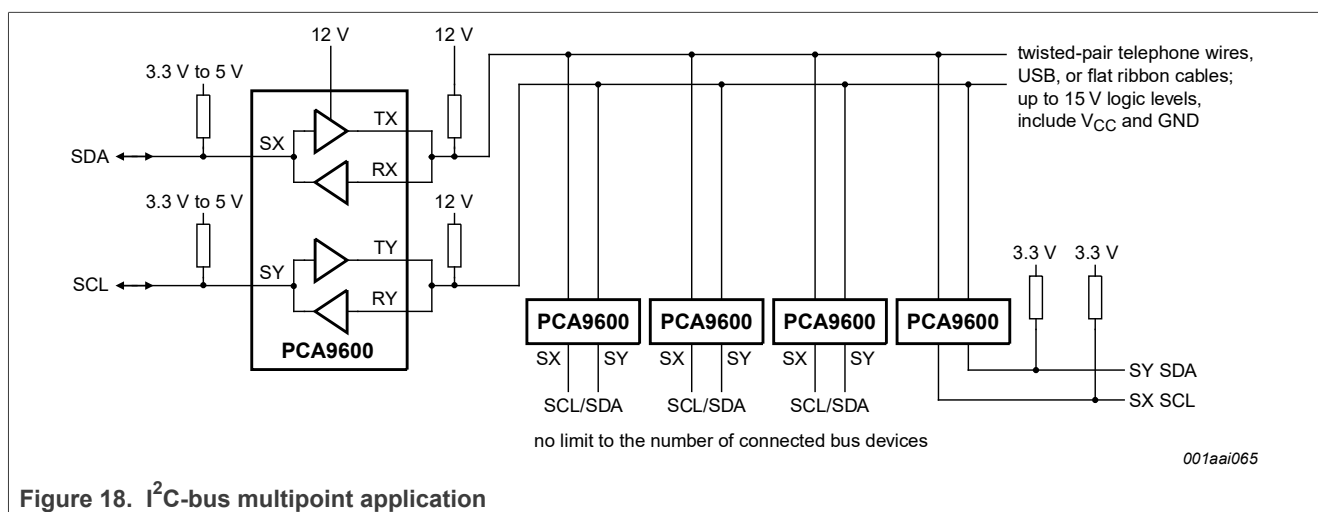 12 V
12 V
3.3 V to 5 V
TX
SX
SDA
RX
3.3 V to 5 V
12 V
TY
SY
SCL
RY
PCA9600
twisted-pair telephone wires,
USB, or flat ribbon cables;
up to 15 V logic levels,
include VCC and GND
3.3 V
3.3 V
PCA9600
PCA9600
PCA9600
PCA9600
SX
SY
SX
SY
SX
SY
SY SDA
SX SCL
SCL/SDA
SCL/SDA
SCL/SDA
no limit to the number of connected bus devices
001aai065
Figure 18. I²C-bus multipoint application